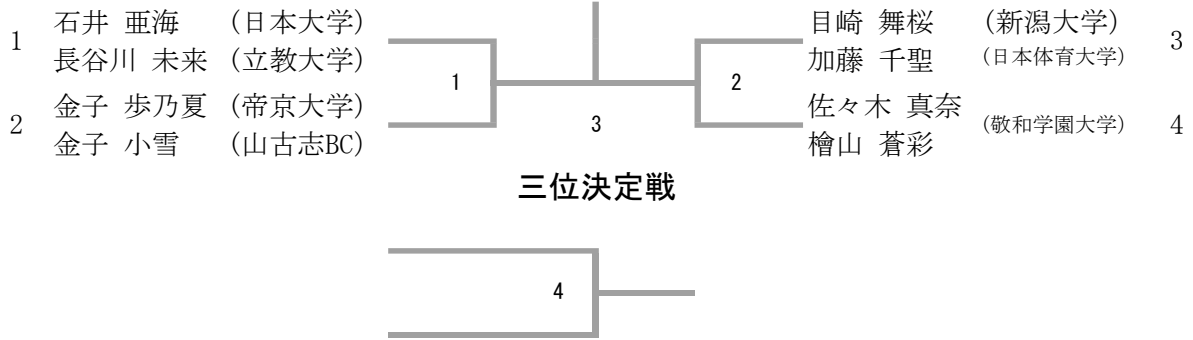 1
石井 亜海 (日本大学)
長谷川 未来 (立教大学)
2
金子 歩乃夏 (帝京大学)
金子 小雪 (山古志BC)
1
3
2
目崎 舞桜 (新潟大学)
加藤 千聖 (日本体育大学)
3
佐々木 真奈
檜山 蒼彩
(敬和学園大学)
4
三位決定戦
4